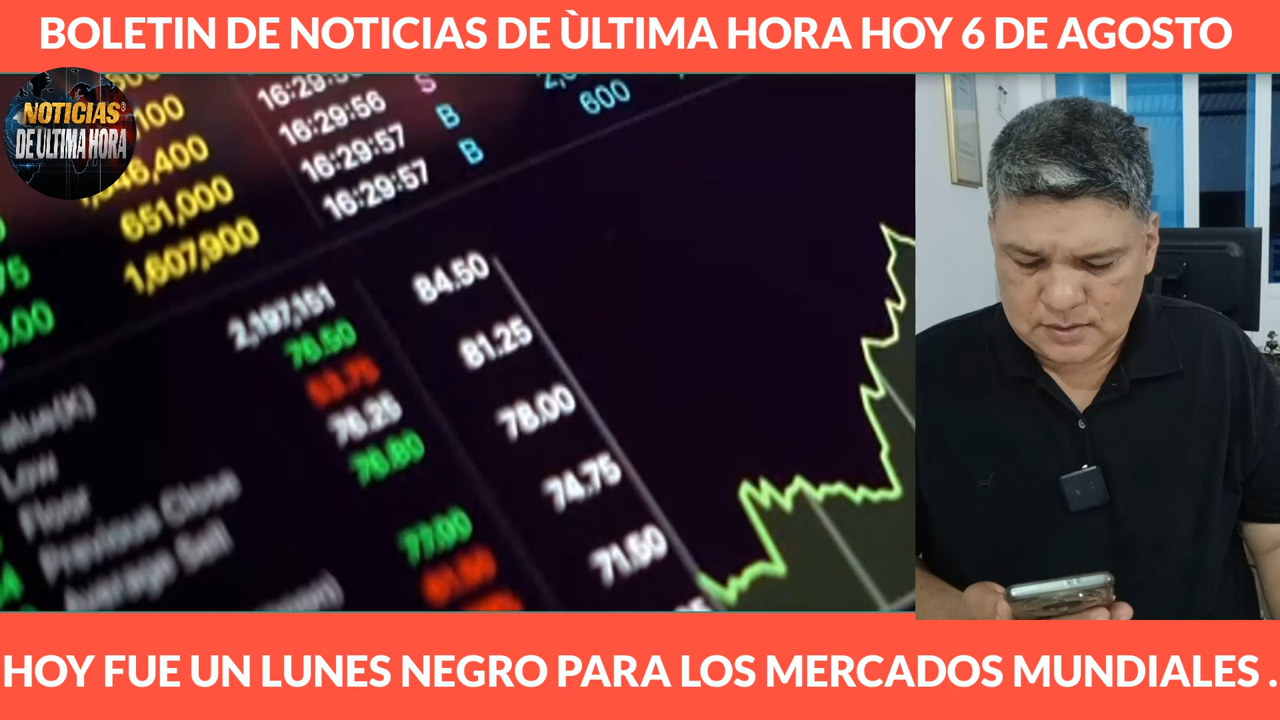 BOLETIN DE NOTICIAS DE ÙLTIMA HORA HOY 6 DE AGOSTO
NOTICIAS
DE ULTIMA HORA
16:29:56
S
16:29:57
B
600
16:29:57
B
651,000
1,607,900
2,197,151
84.50
76.50
81.25
76.25
78.00
76.80
74.75
77.90
71.50
Low
Floor
Previous Close
Average Sell
HOY FUE UN LUNES NEGRO PARA LOS MERCADOS MUNDIALES .